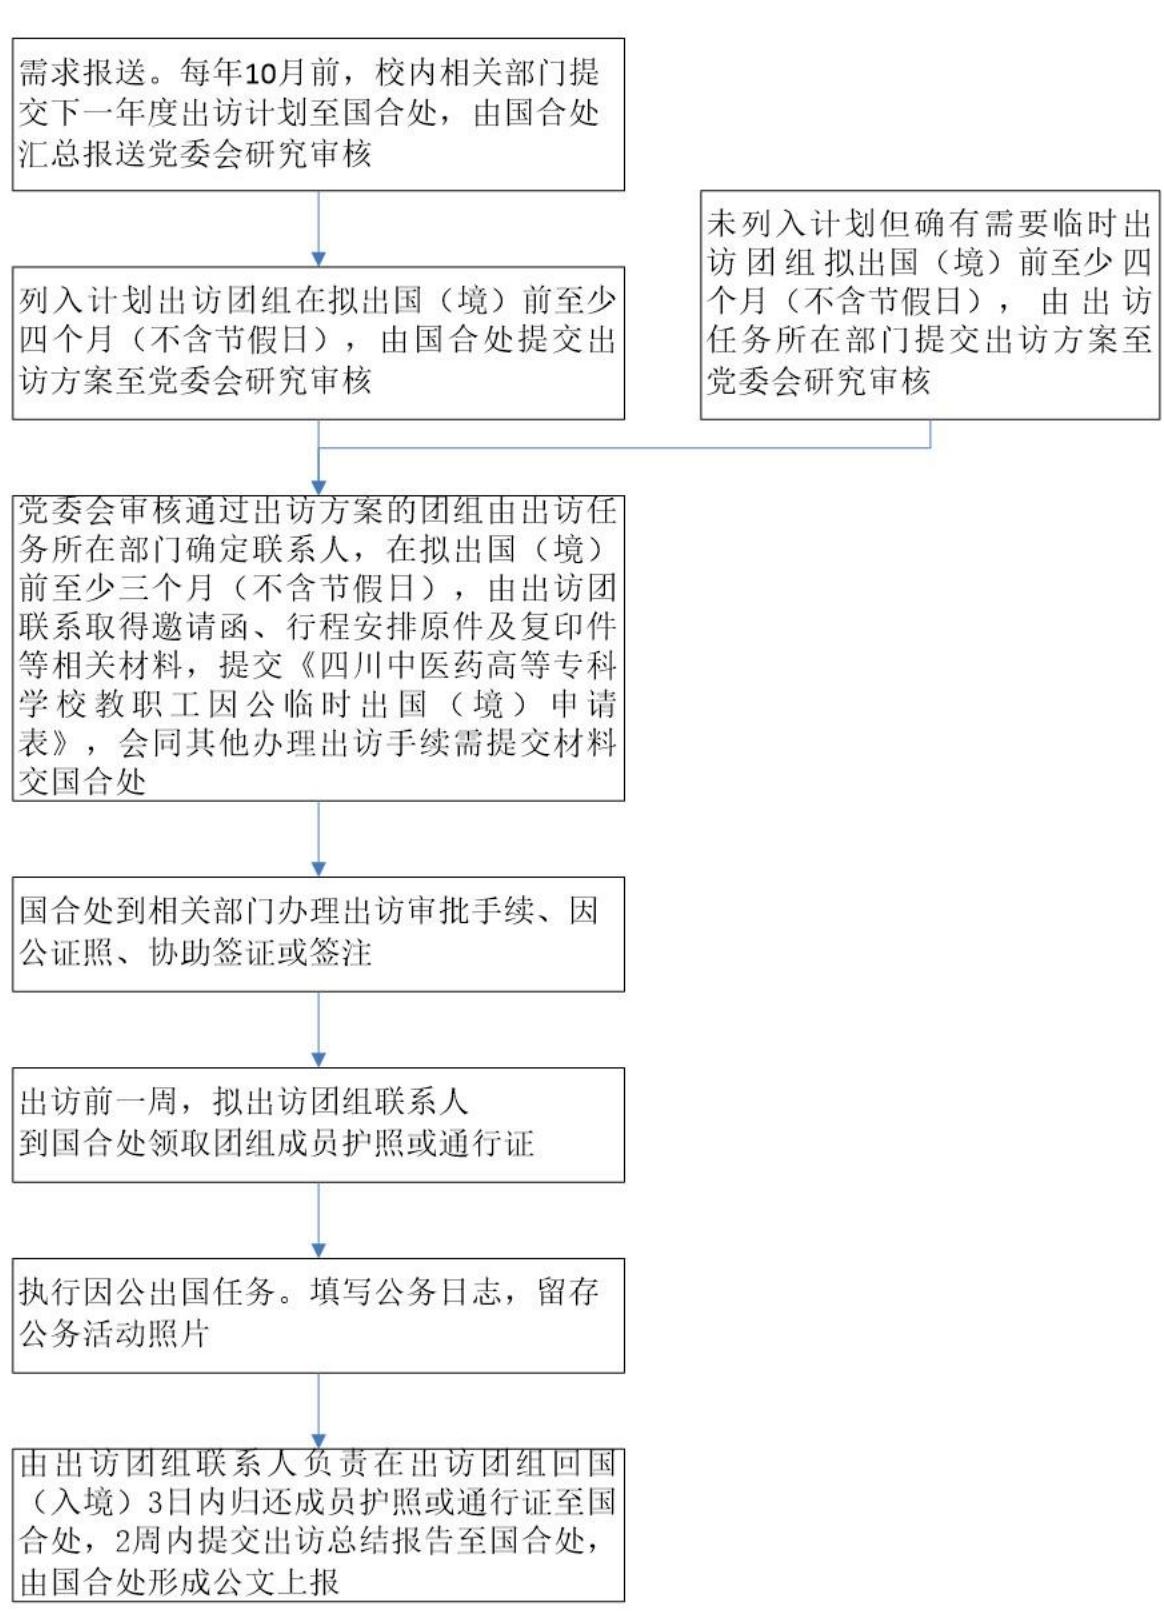 需求报送。每年10月前，校内相关部门提
交下一年度出访计划至国合处，由国合处
汇总报送党委会研究审核
未列入计划但确有需要临时出
访团组拟出国（境）前至少四
个月（不含节假日），由出访
任务所在部门提交出访方案至
党委会研究审核
列入计划出访团组在拟出国（境）前至少
四个月（不含节假日），由国合处提交出
访方案至党委会研究审核
党委会审核通过出访方案的团组由出访任
务所在部门确定联系人，在拟出国（境）
前至少三个月（不含节假日），由出访团
联系取得邀请函、行程安排原件及复印件
等相关材料，提交《四川中医药高等专科
学校教职工因公临时出国（境）申请
表》，会同其他办理出访手续需提交材料
交国合处
国合处到相关部门办理出访审批手续、因
公证照、协助签证或签注
出访前一周，拟出访团组联系人
到国合处领取团组成员护照或通行证
执行因公出国任务。填写公务日志，留存
公务活动照片
由出访团组联系人负责在出访团组回国
（入境）3日内归还成员护照或通行证至国
合处，2周内提交出访总结报告至国合处，
由国合处形成公文上报